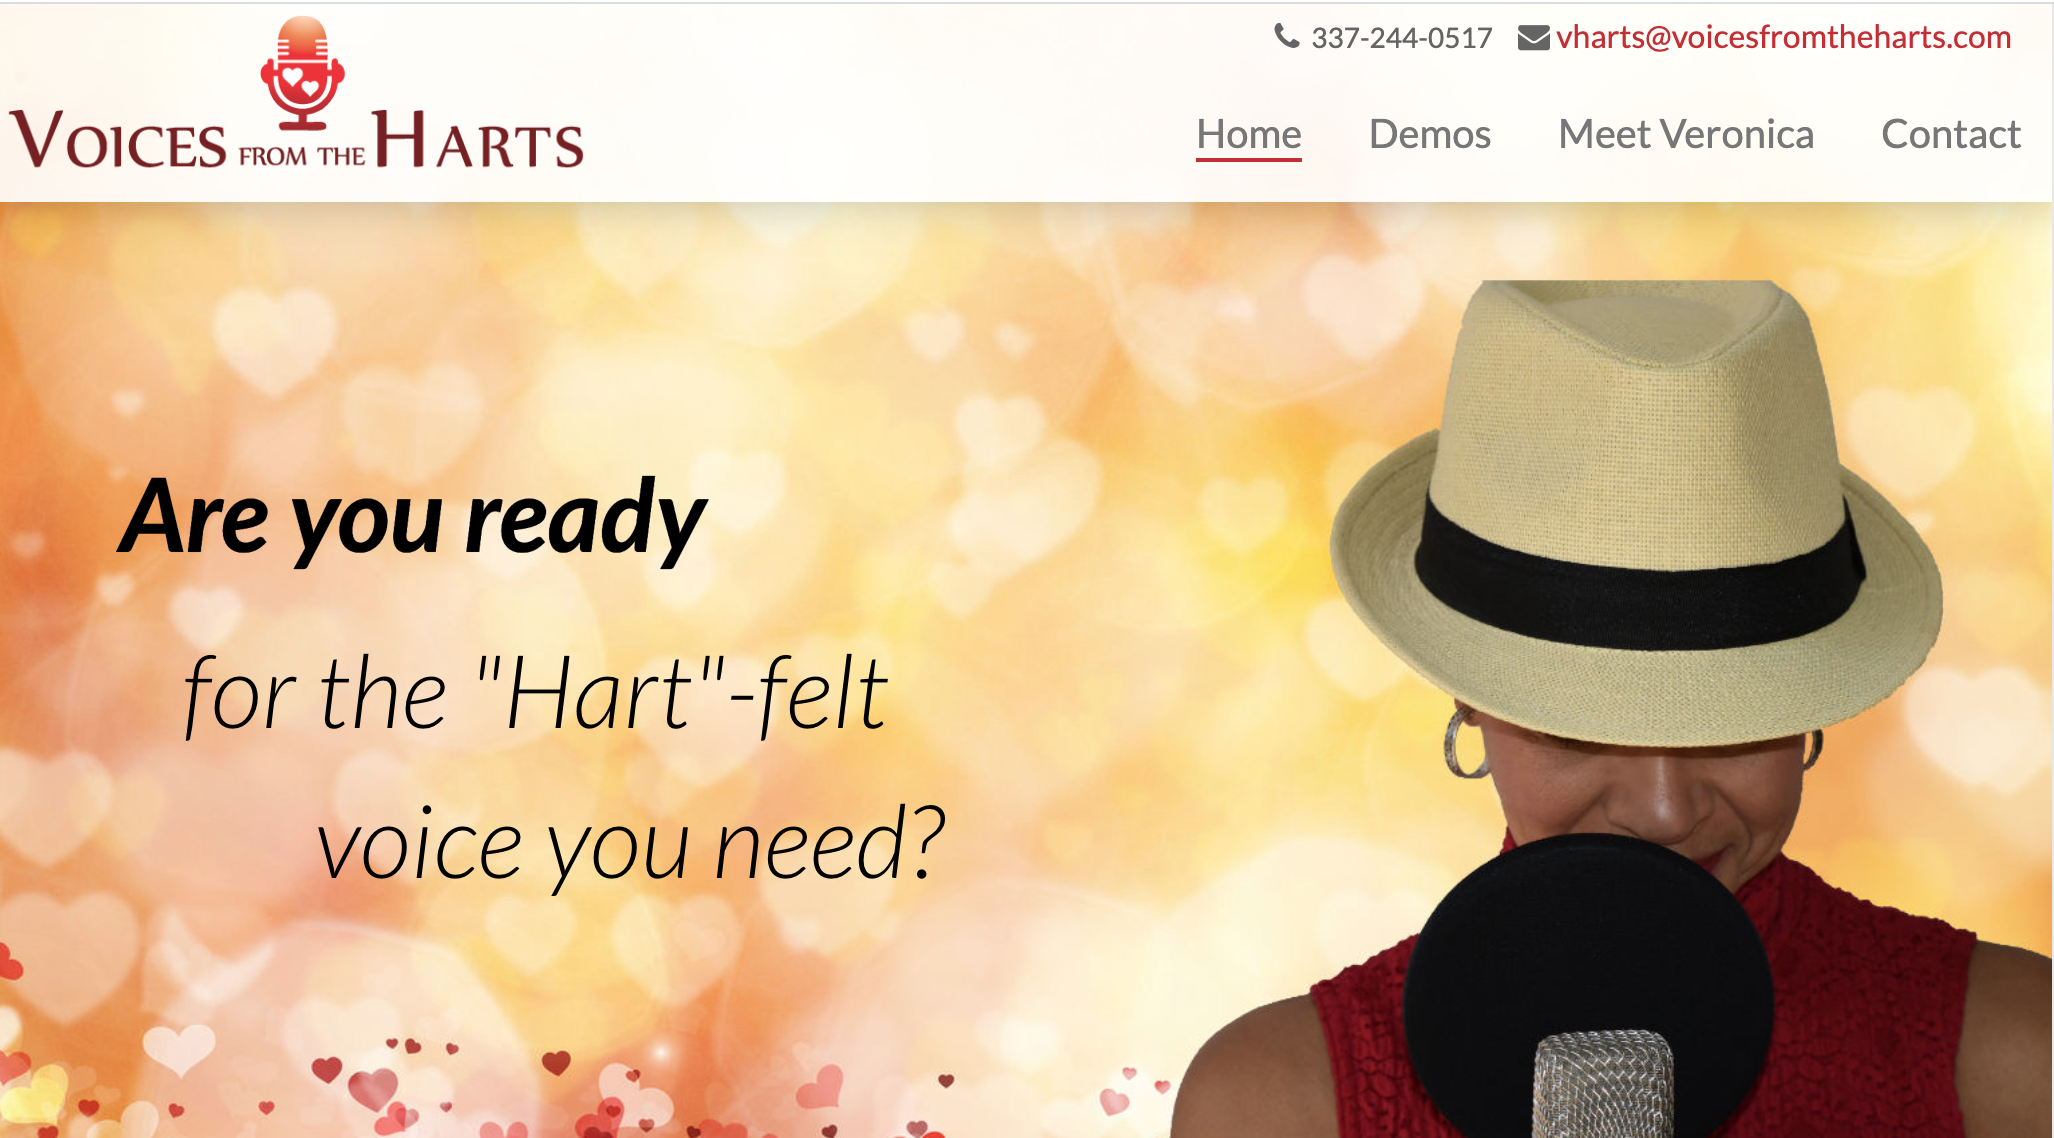 337-244-0517 vharts@voicesfromtheharts.com
VOICES FROM THE HARTS
Home Demos Meet Veronica Contact
Are you ready
for the "Hart"-felt
voice you need?